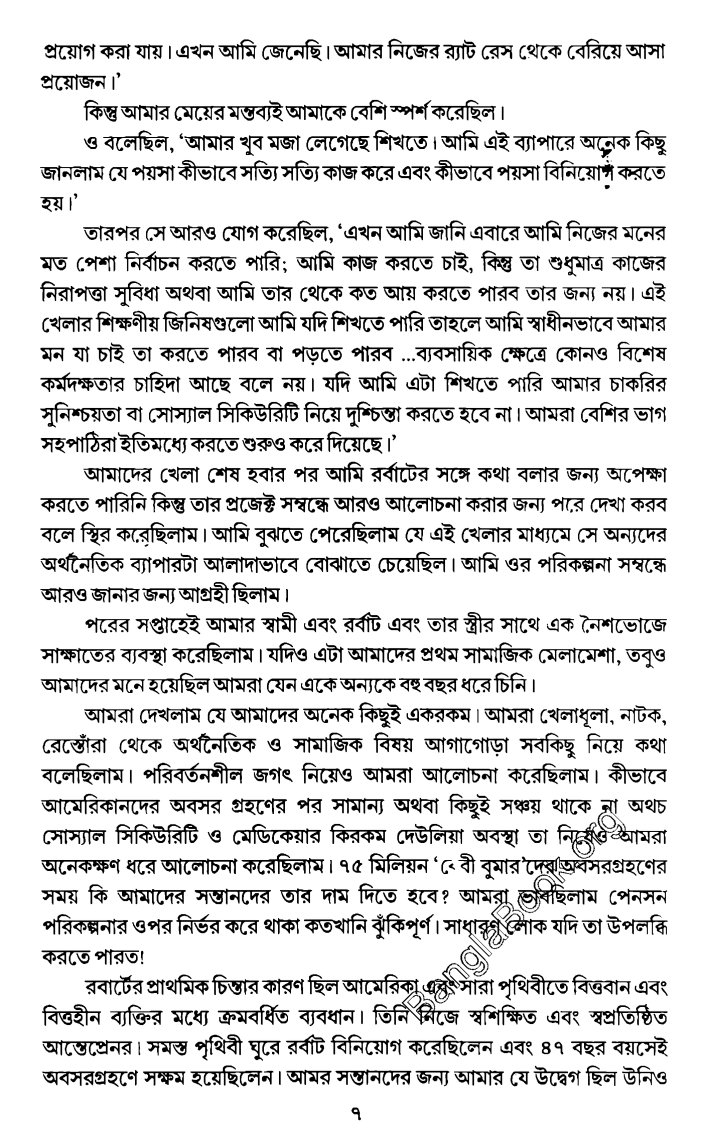 প্রয়োগ করা যায়। এখন আমি জেনেছি। আমার নিজের র‍্যাট রেস থেকে বেরিয়ে আসা
প্রয়োজন।’
কিন্তু আমার মেয়ের মন্তব্যই আমাকে বেশি স্পর্শ করেছিল।
ও বলেছিল, ‘আমার খুব মজা লেগেছে শিখতে। আমি এই ব্যাপারে অনেক কিছু
জানলাম যে পয়সা কীভাবে সত্যি সত্যি কাজ করে এবং কীভাবে পয়সা বিনিয়োগ করতে
হয়।’
তারপর সে আরও যোগ করেছিল, ‘এখন আমি জানি এবারে আমি নিজের মনের
মত পেশা নির্বাচন করতে পারি; আমি কাজ করতে চাই, কিন্তু তা শুধুমাত্র কাজের
নিরাপত্তা সুবিধা অথবা আমি তার থেকে কত আয় করতে পারব তার জন্য নয়। এই
খেলার শিক্ষণীয় জিনিষগুলো আমি যদি শিখতে পারি তাহলে আমি স্বাধীনভাবে আমার
মন যা চাই তা করতে পারব বা পড়তে পারব ...ব্যবসায়িক ক্ষেত্রে কোনও বিশেষ
কর্মদক্ষতার চাহিদা আছে বলে নয়। যদি আমি এটা শিখতে পারি আমার চাকরির
সুনিশ্চয়তা বা সোস্যাল সিকিউরিটি নিয়ে দুশ্চিন্তা করতে হবে না। আমরা বেশির ভাগ
সহপাঠিরা ইতিমধ্যে করতে শুরুও করে দিয়েছে।’
আমাদের খেলা শেষ হবার পর আমি রর্বাটের সঙ্গে কথা বলার জন্য অপেক্ষা
করতে পারিনি কিন্তু তার প্রজেক্ট সম্বন্ধে আরও আলোচনা করার জন্য পরে দেখা করব
বলে স্থির করেছিলাম। আমি বুঝতে পেরেছিলাম যে এই খেলার মাধ্যমে সে অন্যদের
অর্থনৈতিক ব্যাপারটা আলাদাভাবে বোঝাতে চেয়েছিল। আমি ওর পরিকল্পনা সম্বন্ধে
আরও জানার জন্য আগ্রহী ছিলাম।
পরের সপ্তাহেই আমার স্বামী এবং রর্বাট এবং তার স্ত্রীর সাথে এক নৈশভোজে
সাক্ষাতের ব্যবস্থা করেছিলাম। যদিও এটা আমাদের প্রথম সামাজিক মেলামেশা, তবুও
আমাদের মনে হয়েছিল আমরা যেন একে অন্যকে বহু বছর ধরে চিনি।
আমরা দেখলাম যে আমাদের অনেক কিছুই একরকম। আমরা খেলাধূলা, নাটক,
রেস্তোঁরা থেকে অর্থনৈতিক ও সামাজিক বিষয় আগাগোড়া সবকিছু নিয়ে কথা
বলেছিলাম। পরিবর্তনশীল জগৎ নিয়েও আমরা আলোচনা করেছিলাম। কীভাবে
আমেরিকানদের অবসর গ্রহণের পর সামান্য অথবা কিছুই সঞ্চয় থাকে না অথচ
সোস্যাল সিকিউরিটি ও মেডিকেয়ার কিরকম দেউলিয়া অবস্থা তা নিয়েও আমরা
অনেকক্ষণ ধরে আলোচনা করেছিলাম। ৭৫ মিলিয়ন ‘বেবী বুমার’দের অবসরগ্রহণের
সময় কি আমাদের সন্তানদের তার দাম দিতে হবে? আমরা ভাবছিলাম পেনসন
পরিকল্পনার ওপর নির্ভর করে থাকা কতখানি ঝুঁকিপূর্ণ। সাধারণ লোক যদি তা উপলব্ধি
করতে পারত!
রবার্টের প্রাথমিক চিন্তার কারণ ছিল আমেরিকা এবং সারা পৃথিবীতে বিত্তবান এবং
বিত্তহীন ব্যক্তির মধ্যে ক্রমবর্ধিত ব্যবধান। তিনি নিজে স্বশিক্ষিত এবং স্বপ্রতিষ্ঠিত
আন্তেপ্রেনর। সমস্ত পৃথিবী ঘুরে রর্বাট বিনিয়োগ করেছিলেন এবং ৪৭ বছর বয়সেই
অবসরগ্রহণে সক্ষম হয়েছিলেন। আমর সন্তানদের জন্য আমার যে উদ্বেগ ছিল উনিও
৭
BanglaBook.org